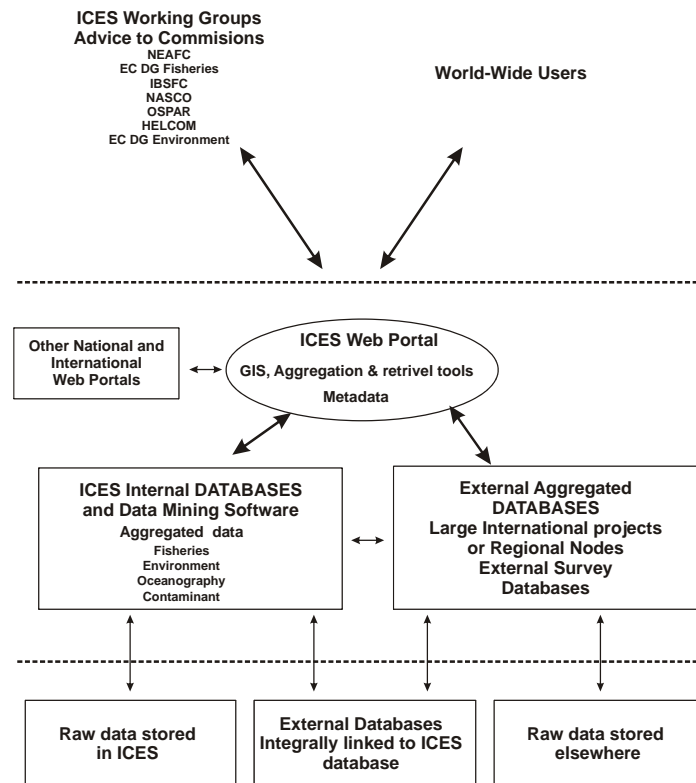 ICES Working Groups
Advice to Commisions
NEAFC
EC DG Fisheries
IBSFC
NASCO
OSPAR
HELCOM
EC DG Environment
World-Wide Users
Other National and
International
Web Portals
ICES Web Portal
GIS, Aggregation & retrivel tools
Metadata
ICES Internal DATABASES
and Data Mining Software
Aggregated data
Fisheries
Environment
Oceanography
Contaminant
External Aggregated
DATABASES
Large International projects
or Regional Nodes
External Survey
Databases
Raw data stored
in ICES
External Databases
Integrally linked to ICES
database
Raw data stored
elsewhere